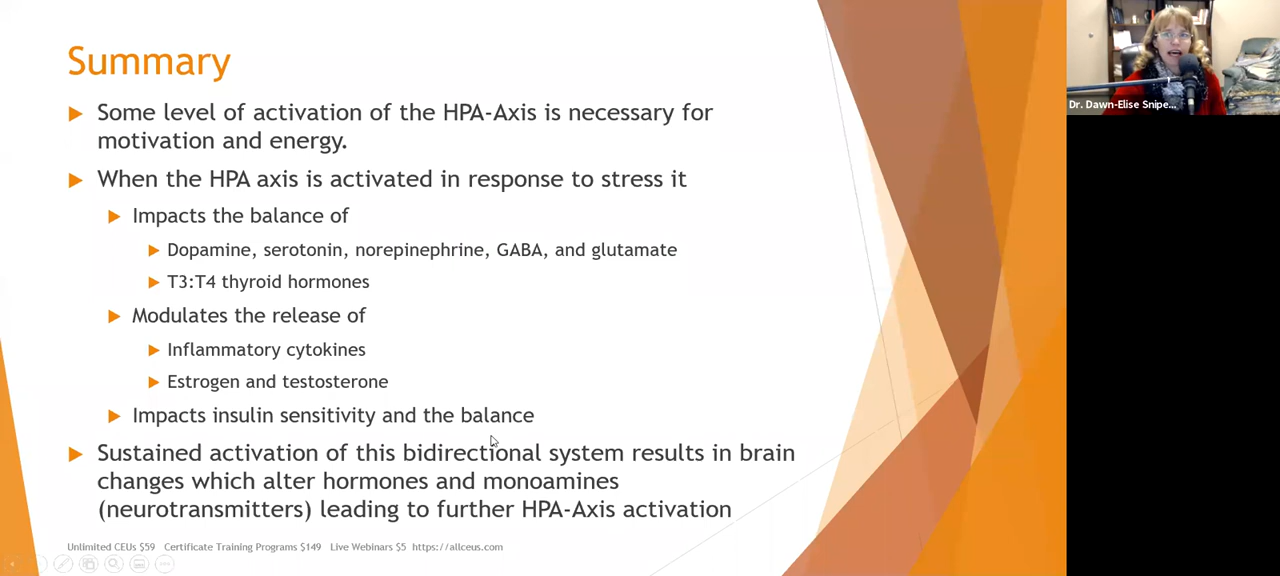 Summary
Some level of activation of the HPA-Axis is necessary for
motivation and energy.
When the HPA axis is activated in response to stress it
Impacts the balance of
Dopamine, serotonin, norepinephrine, GABA, and glutamate
T3:T4 thyroid hormones
Modulates the release of
Inflammatory cytokines
Estrogen and testosterone
Impacts insulin sensitivity and the balance
Sustained activation of this bidirectional system results in brain
changes which alter hormones and monoamines
(neurotransmitters) leading to further HPA-Axis activation
Unlimited CEUs $59 Certificate Training Programs $149 Live Webinars $5 https://allceus.com
Dr. Dawn-Elise Snipe...